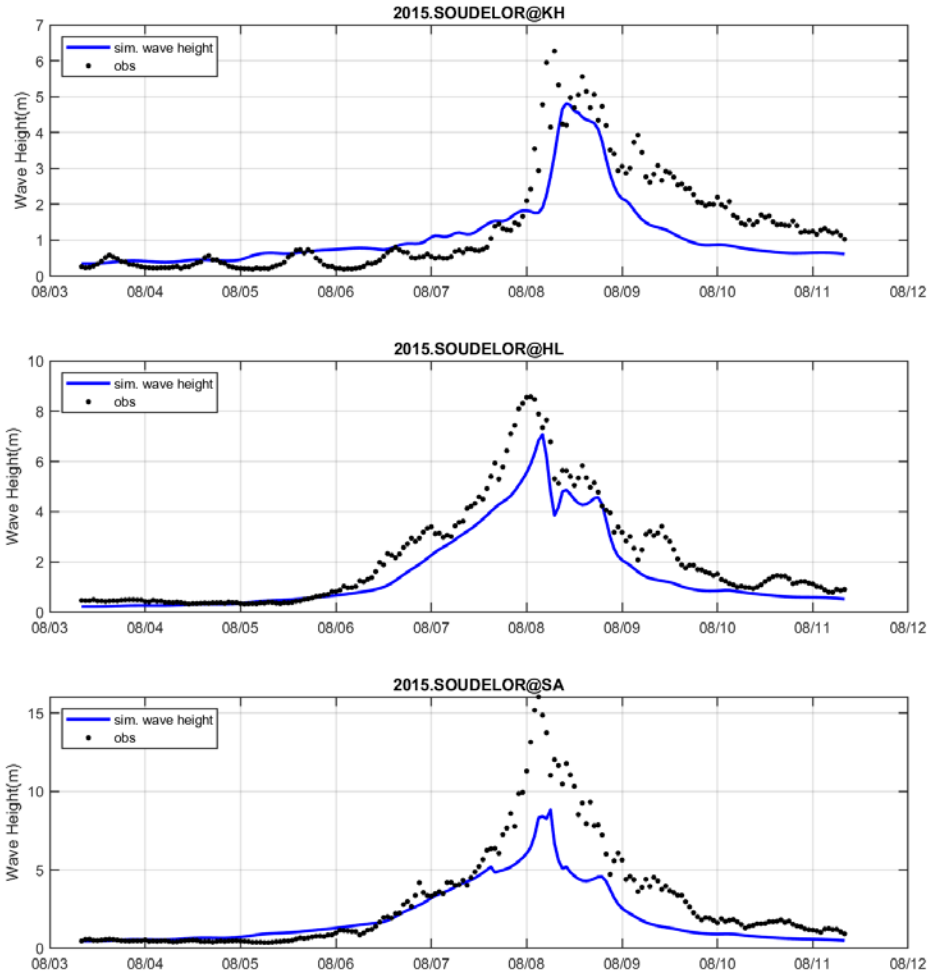 2015.SOUDELOR@KH
7
6
5
4
3
2
1
0
Wave Height(m)
sim. wave height
obs
08/03 08/04 08/05 08/06 08/07 08/08 08/09 08/10 08/11 08/12
2015.SOUDELOR@HL
10
8
6
4
2
0
Wave Height(m)
sim. wave height
obs
08/03 08/04 08/05 08/06 08/07 08/08 08/09 08/10 08/11 08/12
2015.SOUDELOR@SA
15
10
5
0
Wave Height(m)
sim. wave height
obs
08/03 08/04 08/05 08/06 08/07 08/08 08/09 08/10 08/11 08/12